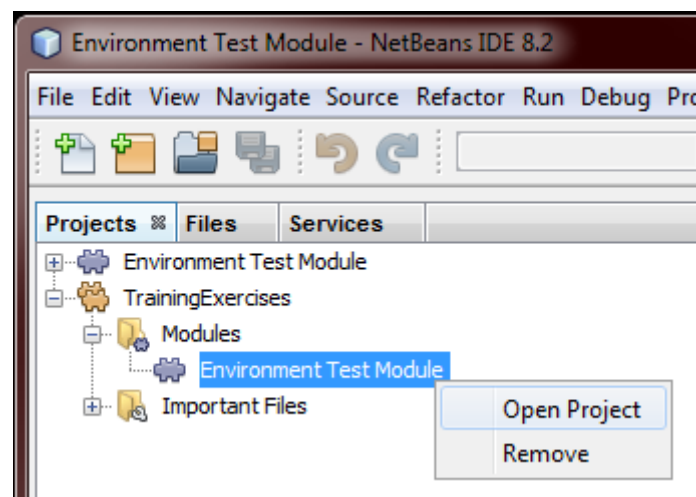 Environment Test Module - NetBeans IDE 8.2
File Edit View Navigate Source Refactor Run Debug
Projects Files Services
Environment Test Module
TrainingExercises
Modules
Environment Test Module
Important Files
Open Project
Remove